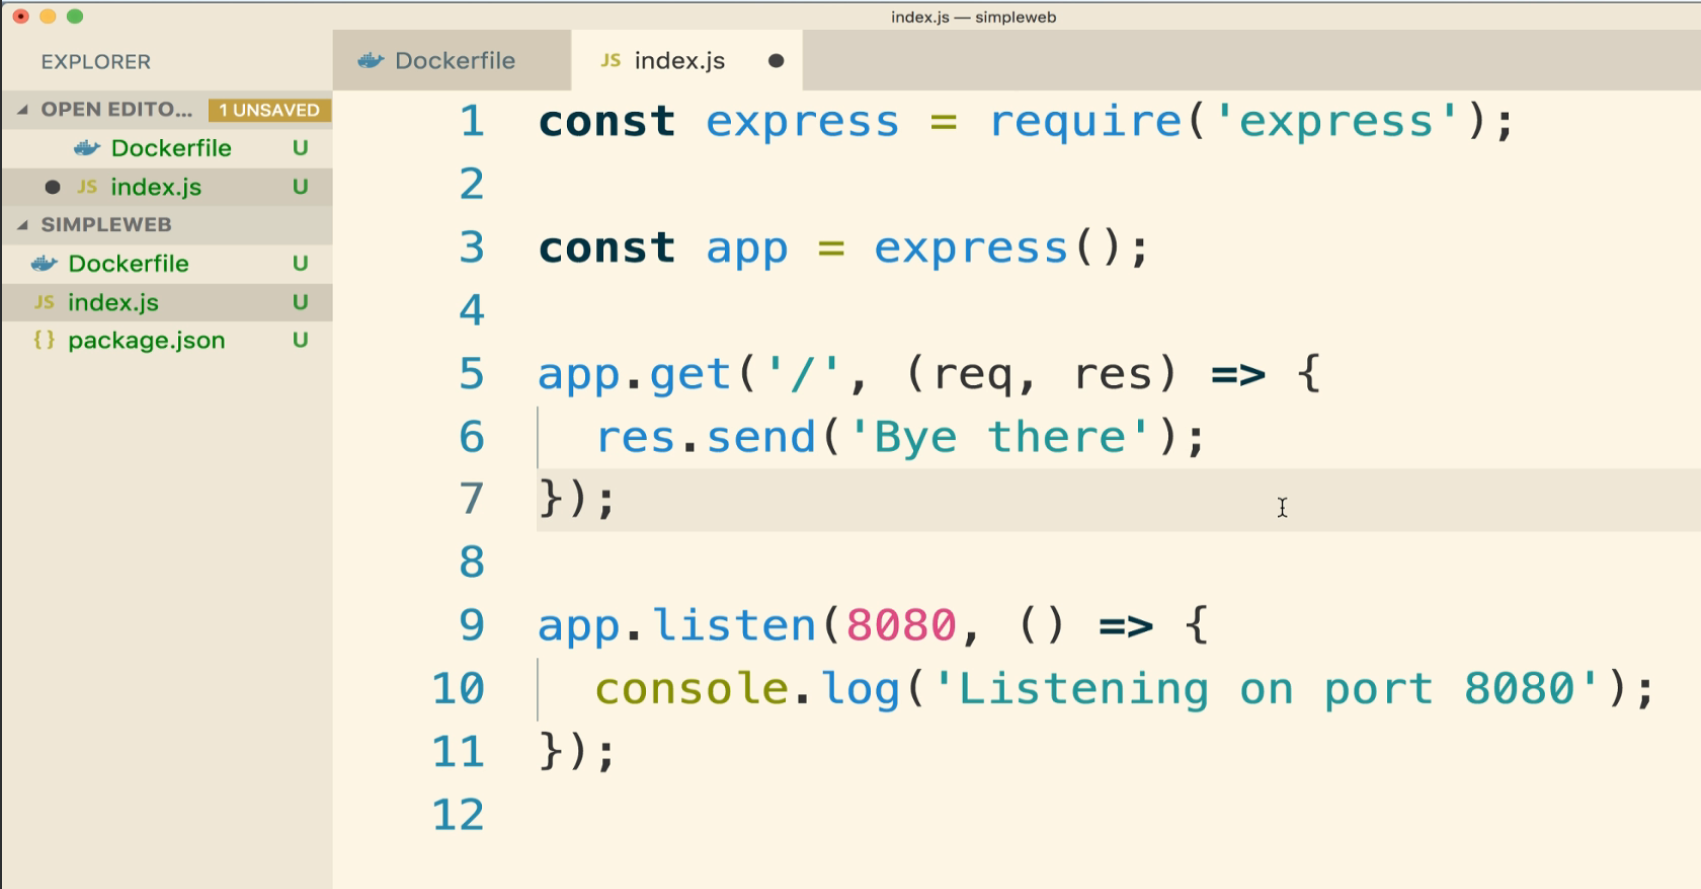 index.js — simpleweb
EXPLORER
OPEN EDITO... 1 UNSAVED
Dockerfile U
JS index.js U
SIMPLEWEB
Dockerfile U
JS index.js U
{} package.json U
Dockerfile JS index.js
1 const express = require('express');
2
3 const app = express();
4
5 app.get('/', (req, res) => {
6 res.send('Bye there');
7 });
8
9 app.listen(8080, () => {
10 console.log('Listening on port 8080');
11 });
12